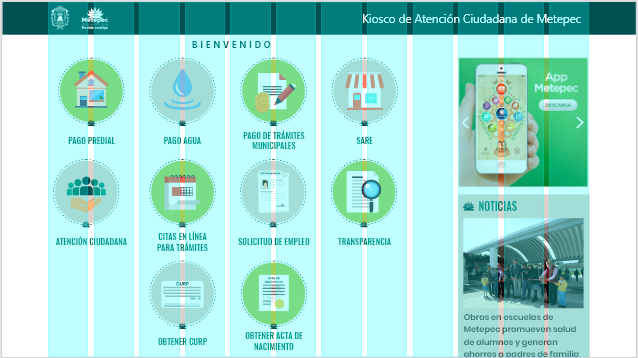 Metepec
Kiosco de Atención Ciudadana de Metepec
BIENVENIDO
PAGO PREDIAL
PAGO AGUA
PAGO DE TRÁMITES
MUNICIPALES
SARE
ATENCIÓN CIUDADANA
CITAS EN LÍNEA
PARA TRÁMITES
SOLICITUD DE EMPLEO
TRANSPARENCIA
CURP
OBTENER CURP
OBTENER ACTA DE
NACIMIENTO
App
Metepec
DESCARGA
NOTICIAS
Obras en escuelas de
Metepec promueven salud
de alumnos y generan
ahorros a padres de familia